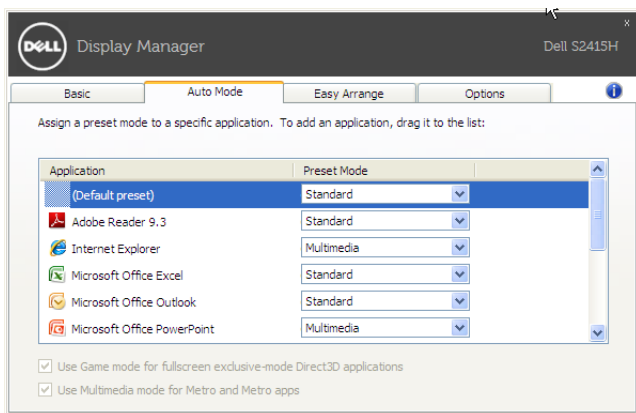 DELL Display Manager Dell S2415H x
Basic Auto Mode Easy Arrange Options i
Assign a preset mode to a specific application. To add an application, drag it to the list:
Application Preset Mode
(Default preset) Standard
Adobe Reader 9.3 Standard
Internet Explorer Multimedia
Microsoft Office Excel Standard
Microsoft Office Outlook Standard
Microsoft Office PowerPoint Multimedia
Use Game mode for fullscreen exclusive-mode Direct3D applications
Use Multimedia mode for Metro and Metro apps